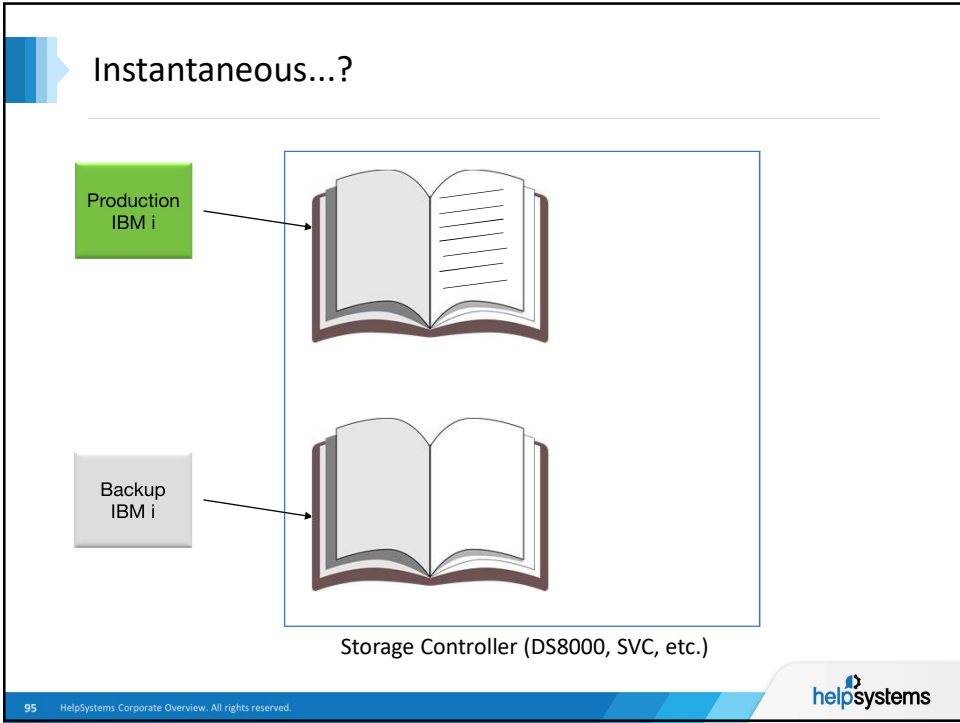 Instantaneous...?
Production
IBM i
Backup
IBM i
Storage Controller (DS8000, SVC, etc.)
95 HelpSystems Corporate Overview. All rights reserved.
helpsystems